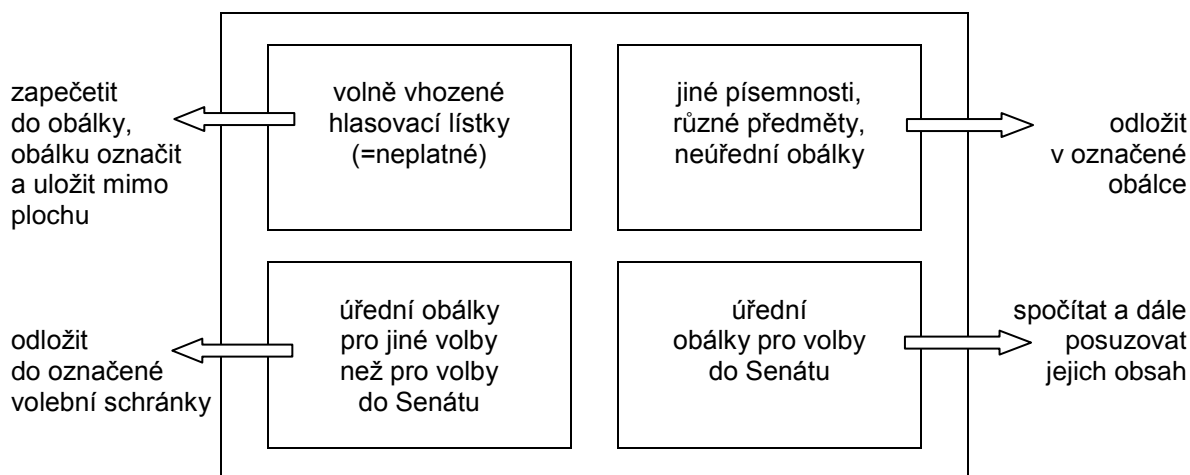 zapečetit
do obálky,
obálku označit
a uložit mimo
plochu
volně vhozené
hlasovací lístky
(=neplatné)
jiné písemnosti,
různé předměty,
neúřední obálky
odložit
v označené
obálce
odložit
do označené
volební schránky
úřední obálky
pro jiné volby
než pro volby
do Senátu
úřední
obálky pro volby
do Senátu
spočítat a dále
posuzovat
jejich obsah